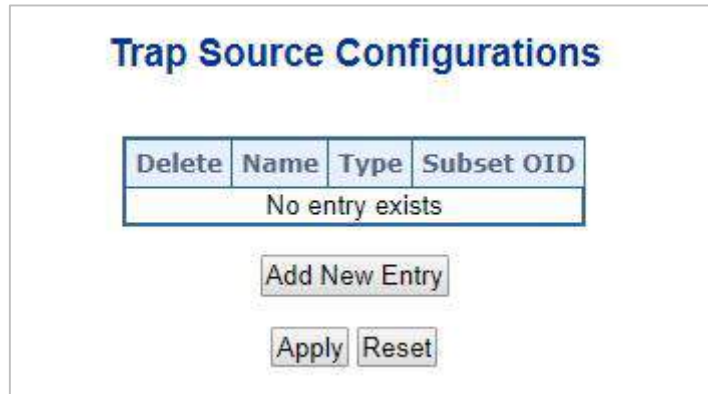 Trap Source Configurations
Delete Name Type Subset OID
No entry exists
Add New Entry
Apply Reset